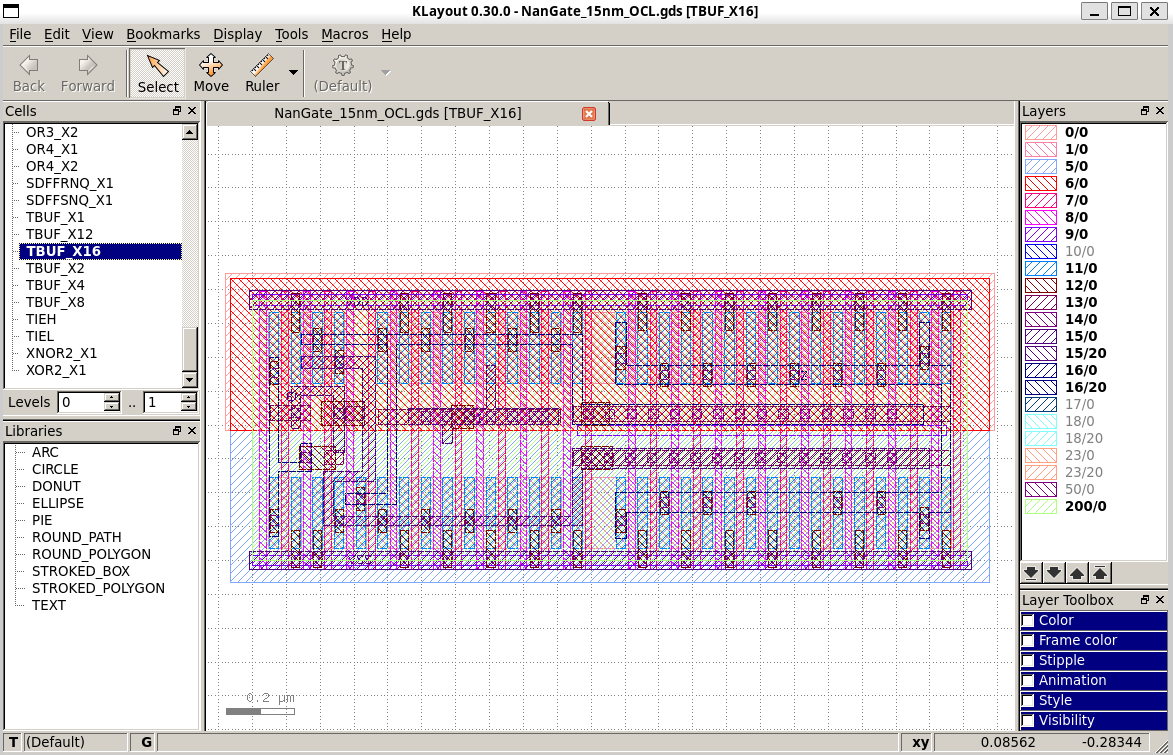 KLayout 0.30.0 - NanGate_15nm_OCL.gds [TBUF_X16]
File Edit View Bookmarks Display Tools Macros Help
Back Forward Select Move Ruler (Default)
Cells
OR3_X2
OR4_X1
OR4_X2
SDFFRNQ_X1
SDFFSNQ_X1
TBUF_X1
TBUF_X12
TBUF_X16
TBUF_X2
TBUF_X4
TBUF_X8
TIEH
TIEL
XNOR2_X1
XOR2_X1
Levels 0 .. 1
Libraries
ARC
CIRCLE
DONUT
ELLIPSE
PIE
ROUND_PATH
ROUND_POLYGON
STROKED_BOX
STROKED_POLYGON
TEXT
NanGate_15nm_OCL.gds [TBUF_X16]
0.2 µm
Layers
0/0
1/0
5/0
6/0
7/0
8/0
9/0
10/0
11/0
12/0
13/0
14/0
15/0
15/20
16/0
16/20
17/0
18/0
18/20
23/0
23/20
50/0
200/0
Layer Toolbox
Color
Frame color
Stipple
Animation
Style
Visibility
T (Default) G xy 0.08562 -0.28344